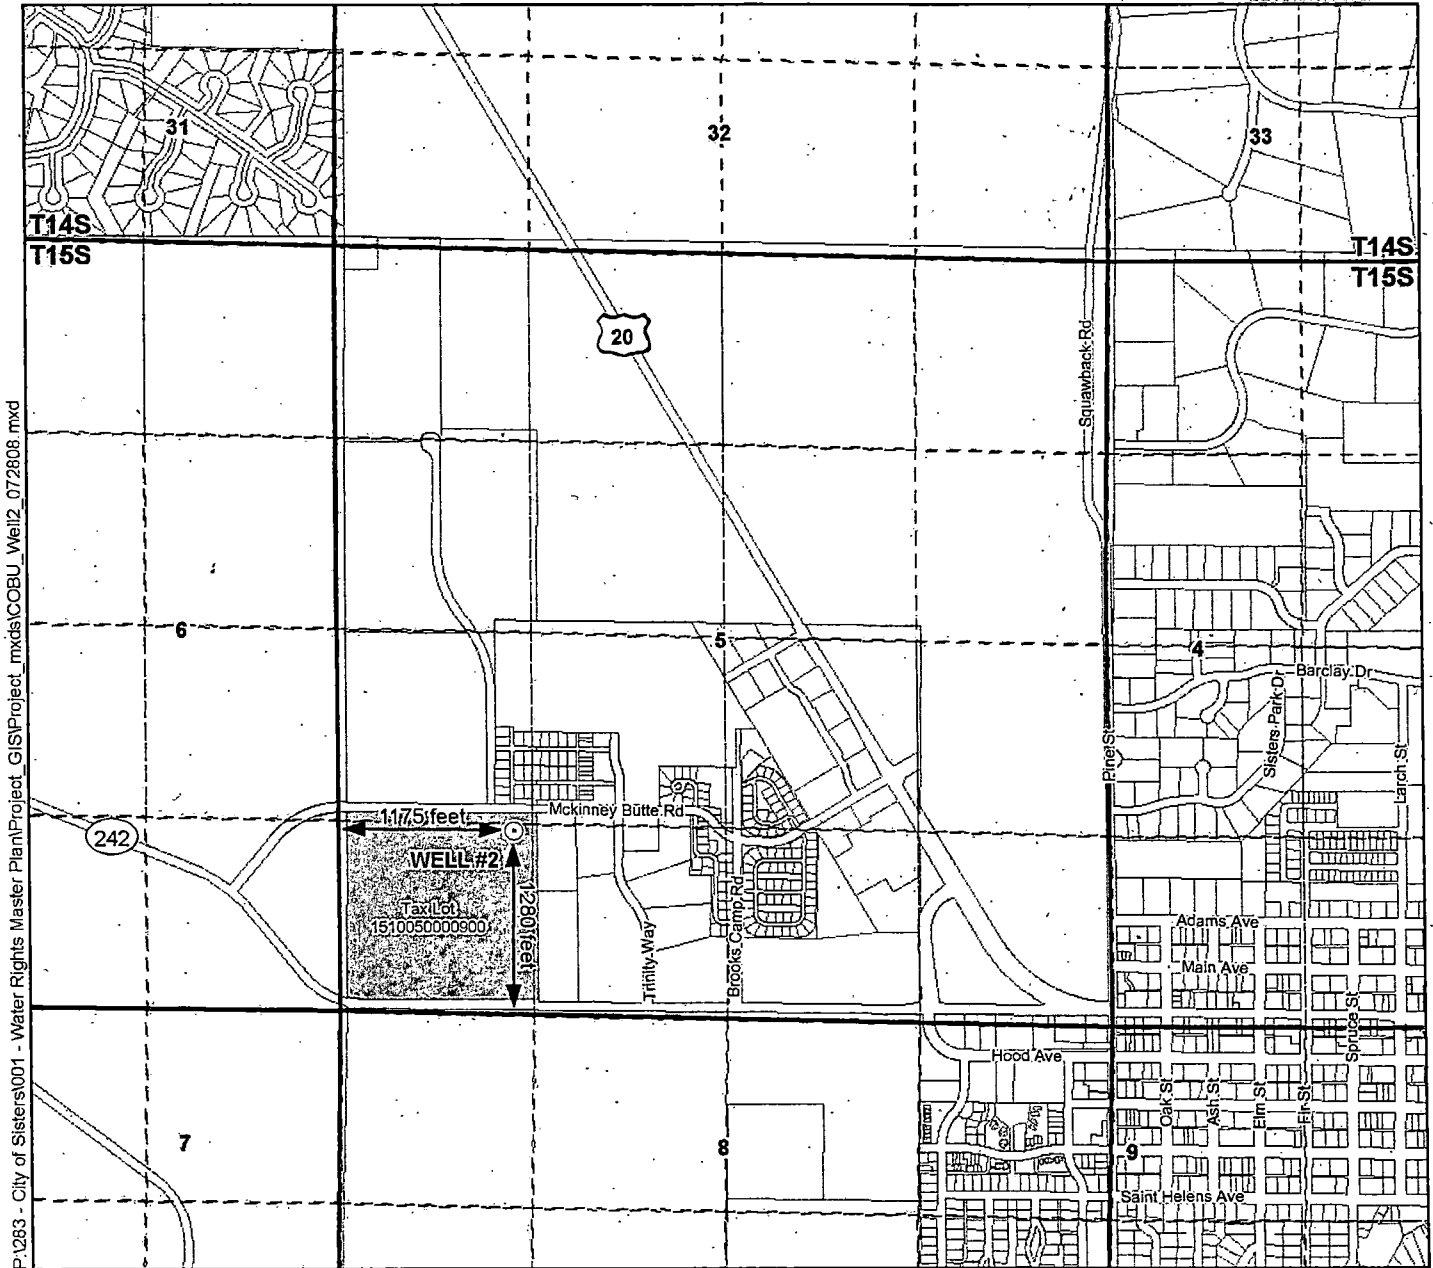 31
32
33
T14S
T15S
T14S
T15S
20
Squawback Rd
6
5
4
Barclay Dr
Sisters Park Dr
Pine St
Larch St
Mckinney Butte Rd
242
1175 feet
WELL #2
1280 feet
Tax Lot
1510050000900
Trinity Way
Brooks Camp Rd
Adams Ave
Main Ave
Spruce St
Hood Ave
Oak St
Ash St
Elm St
Fir St
7
8
9
Saint Helens Ave
P:\283 - City of Sisters\001 - Water Rights Master Plan\Project_GIS\Project_mxds\COBU_Well2_072808.mxd